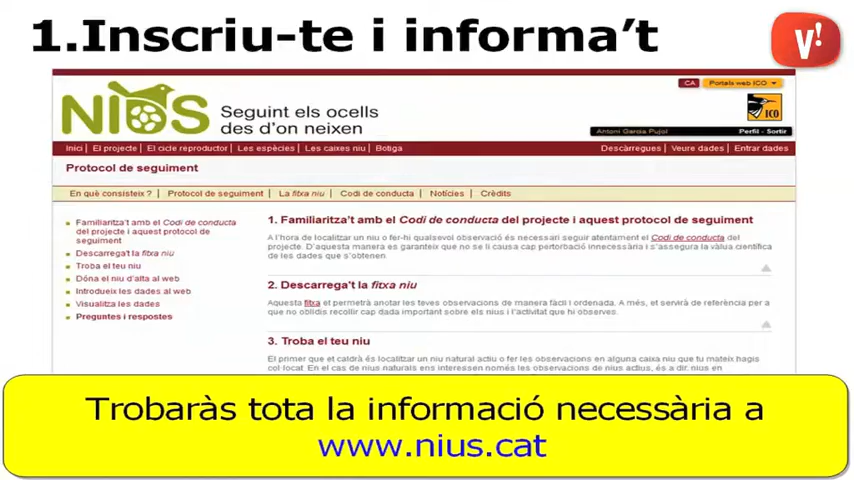 1.Inscriu-te i informa't
V!
CA
Portals web ICO
NIUS
Seguint els ocells
des d'on neixen
ICO
Antoni Garcia Pujol
Perfil - Sortir
Inici | El projecte | El cicle reproductor | Les espècies | Les caixes niu | Botiga
Descàrregues | Veure dades | Entrar dades
Protocol de seguiment
En què consisteix ? | Protocol de seguiment | La fitxa niu | Codi de conducta | Notícies | Crèdits
Familiaritza't amb el Codi de conducta
del projecte i aquest protocol de
seguiment
Descarrega't la fitxa niu
Troba el teu niu
Dóna el niu d'alta al web
Introdueix les dades al web
Visualitza les dades
Preguntes i respostes
1. Familiaritza't amb el Codi de conducta del projecte i aquest protocol de seguiment
A l'hora de localitzar un niu o fer-hi qualsevol observació és necessari seguir atentament el Codi de conducta del
projecte. D'aquesta manera es garanteix que no se li causa cap pertorbació innecessària i s'assegura la vàlua científica
de les dades que s'obtenen.
2. Descarrega't la fitxa niu
Aquesta fitxa et permetrà anotar les teves observacions de manera fàcil i ordenada. A més, et servirà de referència per a
que no oblidis recollir cap dada important sobre els nius i l'activitat que hi observes.
3. Troba el teu niu
El primer que et caldrà és localitzar un niu natural actiu o fer les observacions en alguna caixa niu que tu mateix hagis
col·locat. En el cas de nius naturals ens interessen només les observacions de nius actius, és a dir, nius en
Trobaràs tota la informació necessària a
www.nius.cat